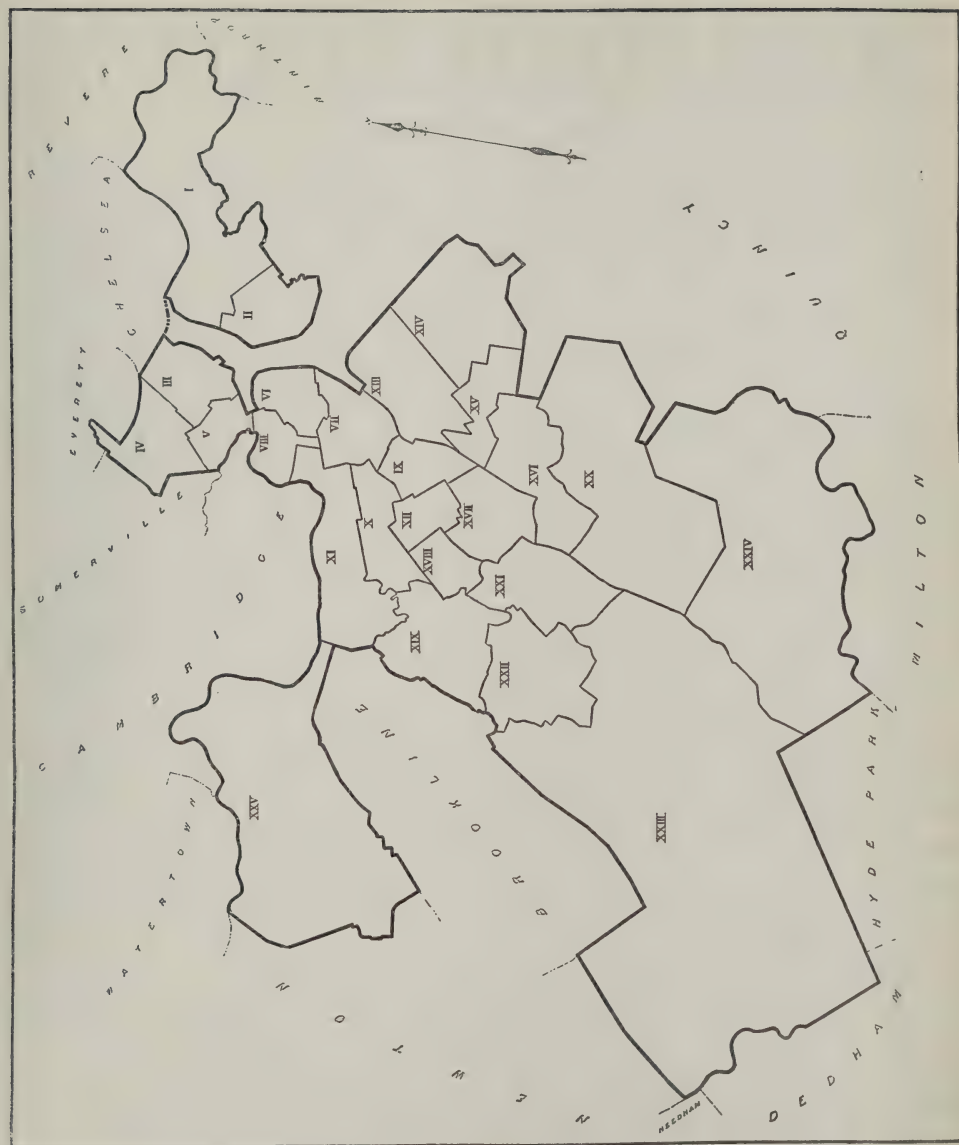 REVERE
WINTHROP
CHELSEA
EVERETT
SOMERVILLE
CAMBRIDGE
WATERTOWN
NEWTON
BROOKLINE
NEEDHAM
DEDHAM
HYDE PARK
MILTON
QUINCY
I
II
III
IV
V
VI
VII
VIII
IX
X
XI
XII
XIII
XIV
XV
XVI
XVII
XVIII
XIX
XX
XXI
XXII
XXIII
XXIV
XXV